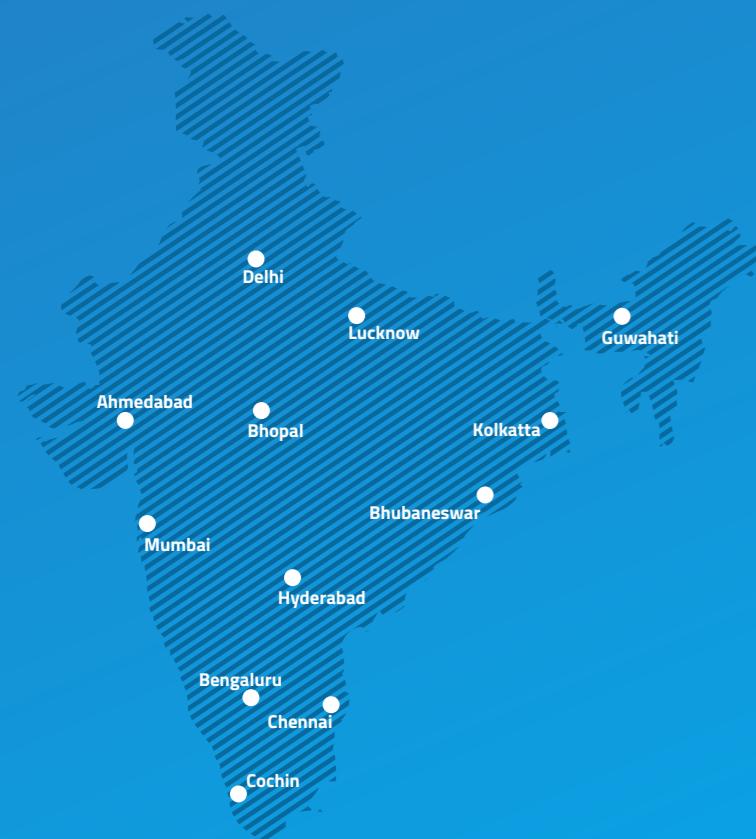 Delhi
Lucknow
Guwahati
Ahmedabad
Bhopal
Kolkatta
Bhubaneswar
Mumbai
Hyderabad
Bengaluru
Chennai
Cochin